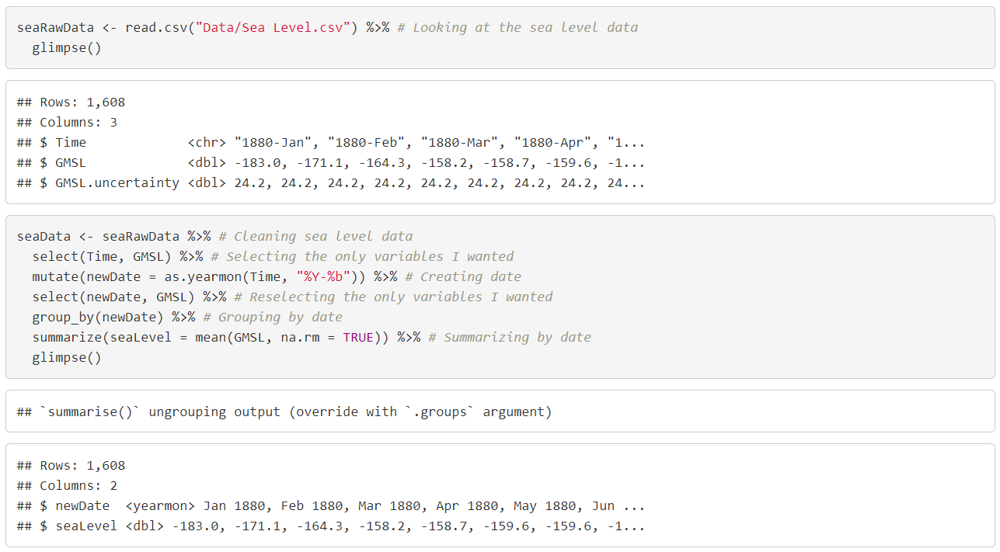 seaRawData <- read.csv("Data/Sea Level.csv") %>% # Looking at the sea level data
  glimpse()
## Rows: 1,608
## Columns: 3
## $ Time             <chr> "1880-Jan", "1880-Feb", "1880-Mar", "1880-Apr", "1...
## $ GMSL             <dbl> -183.0, -171.1, -164.3, -158.2, -158.7, -159.6, -1...
## $ GMSL.uncertainty <dbl> 24.2, 24.2, 24.2, 24.2, 24.2, 24.2, 24.2, 24.2, 24...
seaData <- seaRawData %>% # Cleaning sea level data
  select(Time, GMSL) %>% # Selecting the only variables I wanted
  mutate(newDate = as.yearmon(Time, "%Y-%b")) %>% # Creating date
  select(newDate, GMSL) %>% # Reselecting the only variables I wanted
  group_by(newDate) %>% # Grouping by date
  summarize(seaLevel = mean(GMSL, na.rm = TRUE)) %>% # Summarizing by date
  glimpse()
## `summarise()` ungrouping output (override with `.groups` argument)
## Rows: 1,608
## Columns: 2
## $ newDate  <yearmon> Jan 1880, Feb 1880, Mar 1880, Apr 1880, May 1880, Jun ...
## $ seaLevel <dbl> -183.0, -171.1, -164.3, -158.2, -158.7, -159.6, -159.6, -1...